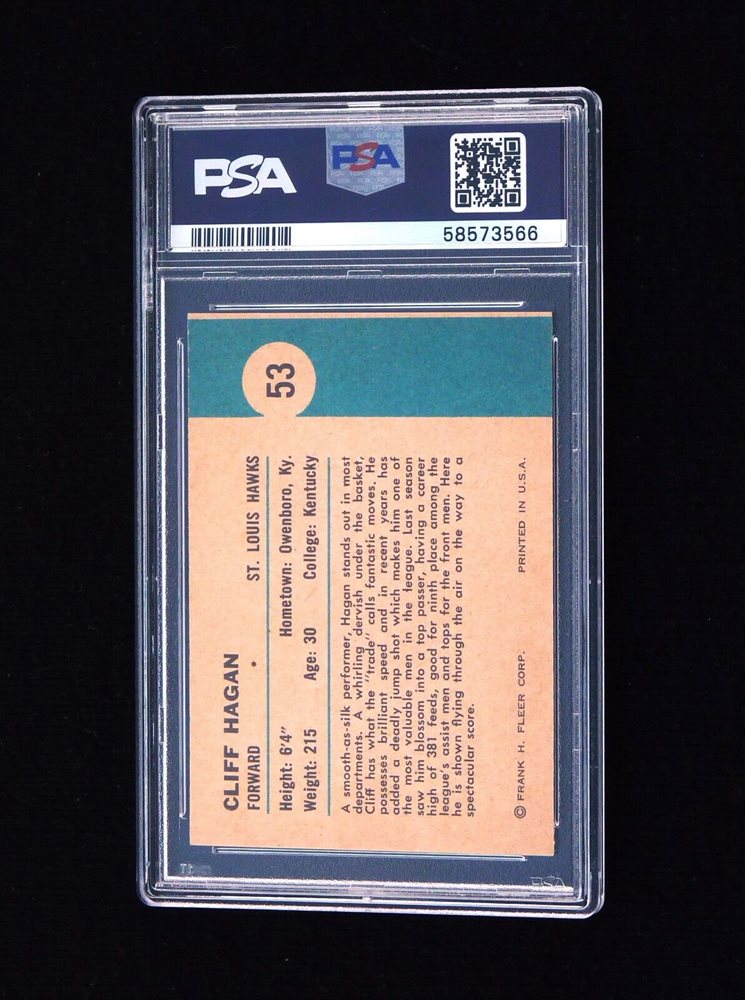 PSA
PSA
58573566
53
CLIFF HAGAN
FORWARD ST. LOUIS HAWKS
Height: 6'4" Hometown: Owenboro, Ky.
Weight: 215 Age: 30 College: Kentucky
A smooth-as-silk performer, Hagan stands out in most
departments. A whirling dervish under the basket,
Cliff has what the "trade" calls fantastic moves. He
possesses brilliant speed and in recent years has
added a deadly jump shot which makes him one of
the most valuable men in the league. Last season
saw him blossom into a top passer, having a career
high of 381 feeds, good for ninth place among the
league's assist men and tops for the front men. Here
he is shown flying through the air on the way to a
spectacular score.
© FRANK H. FLEER CORP. PRINTED IN U.S.A.
PSA